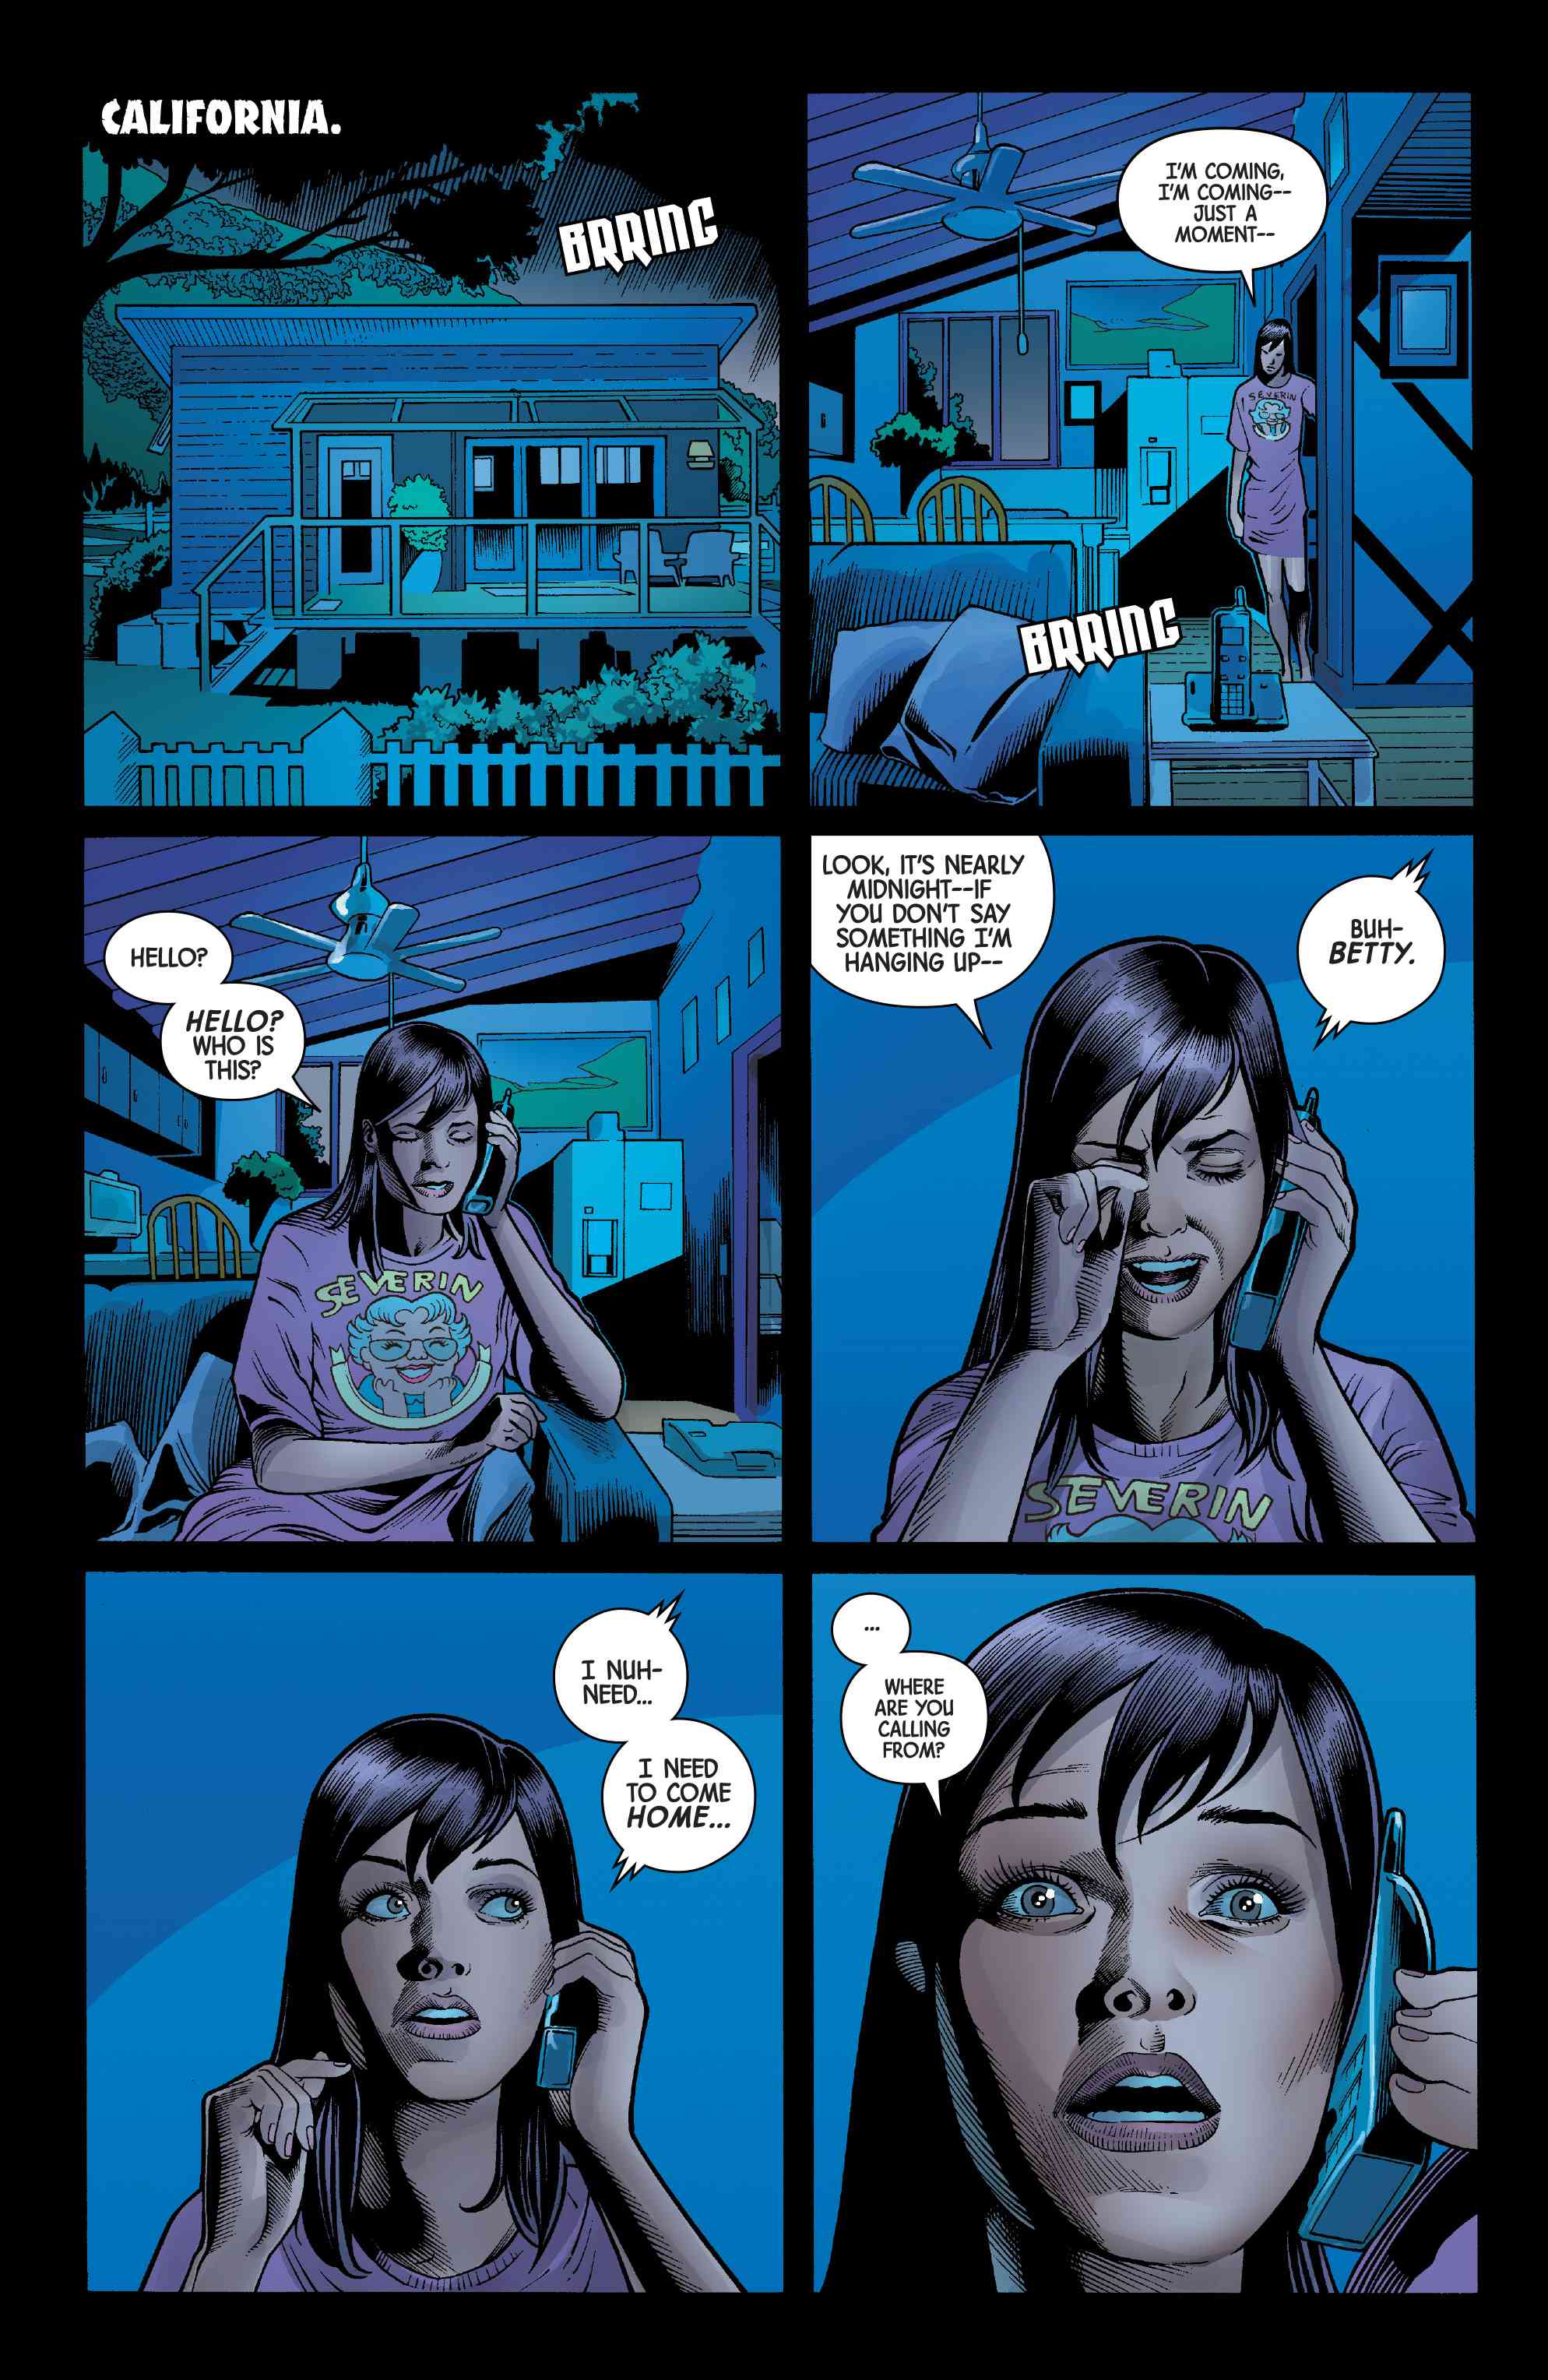 CALIFORNIA.
BRRING
I'M COMING,
I'M COMING--
JUST A
MOMENT--
SEVERIN
BRRING
HELLO?
HELLO?
WHO IS
THIS?
SEVERIN
LOOK, IT'S NEARLY
MIDNIGHT--IF
YOU DON'T SAY
SOMETHING I'M
HANGING UP--
BUH-
BETTY.
SEVERIN
I NUH-
NEED...
I NEED
TO COME
HOME...
...
WHERE
ARE YOU
CALLING
FROM?